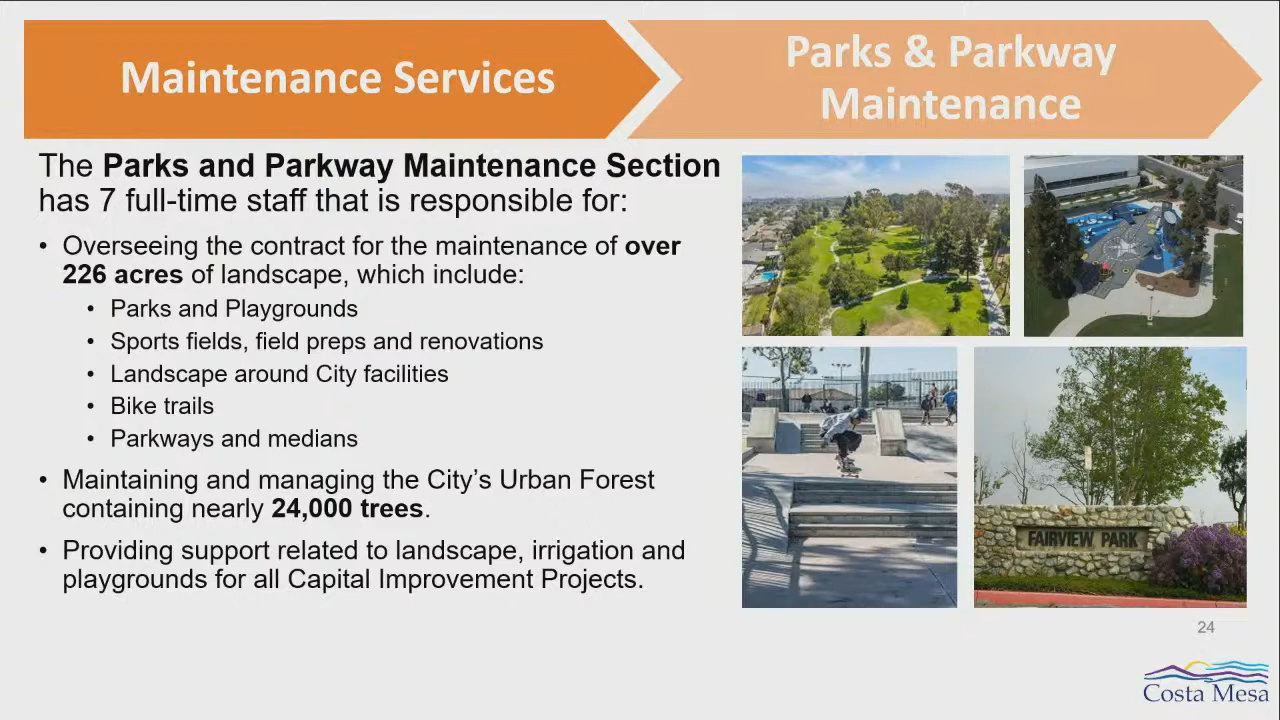 Maintenance Services
Parks & Parkway
Maintenance
The Parks and Parkway Maintenance Section
has 7 full-time staff that is responsible for:
• Overseeing the contract for the maintenance of over
226 acres of landscape, which include:
• Parks and Playgrounds
• Sports fields, field preps and renovations
• Landscape around City facilities
• Bike trails
• Parkways and medians
• Maintaining and managing the City’s Urban Forest
containing nearly 24,000 trees.
• Providing support related to landscape, irrigation and
playgrounds for all Capital Improvement Projects.
FAIRVIEW PARK
24
Costa Mesa